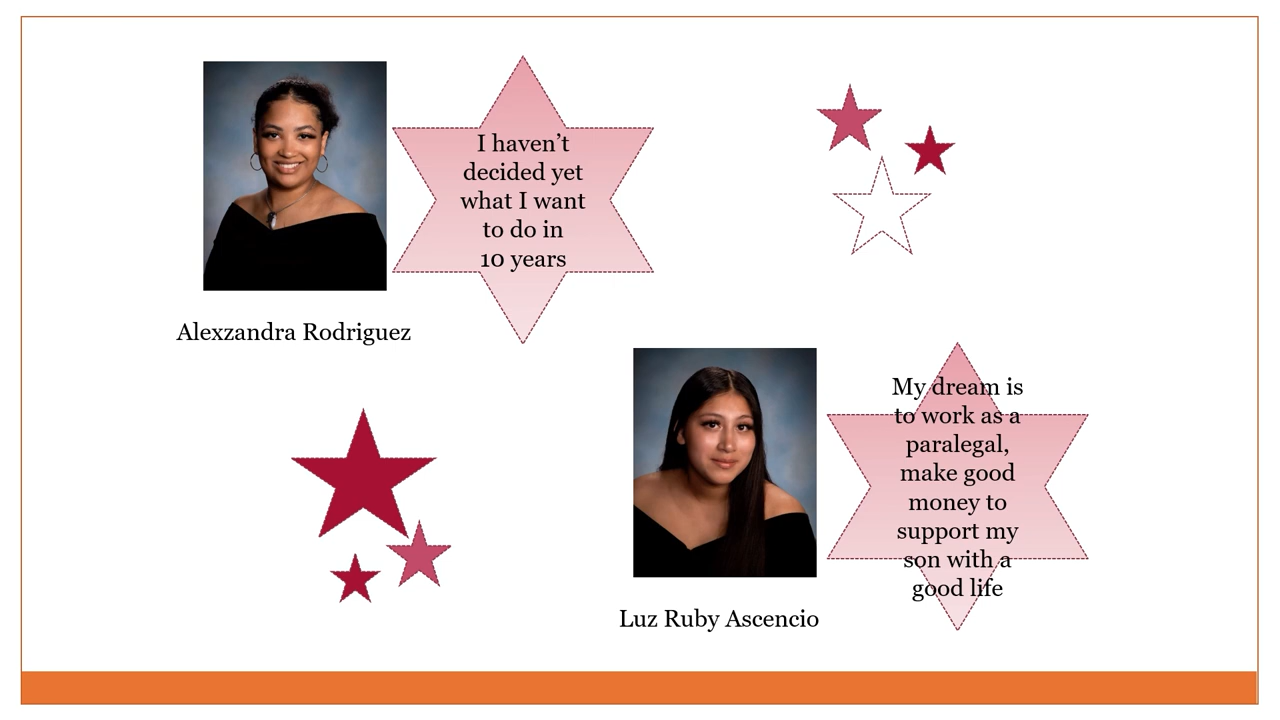 I haven’t
decided yet
what I want
to do in
10 years
Alexzandra Rodriguez
My dream is
to work as a
paralegal,
make good
money to
support my
son with a
good life
Luz Ruby Ascencio